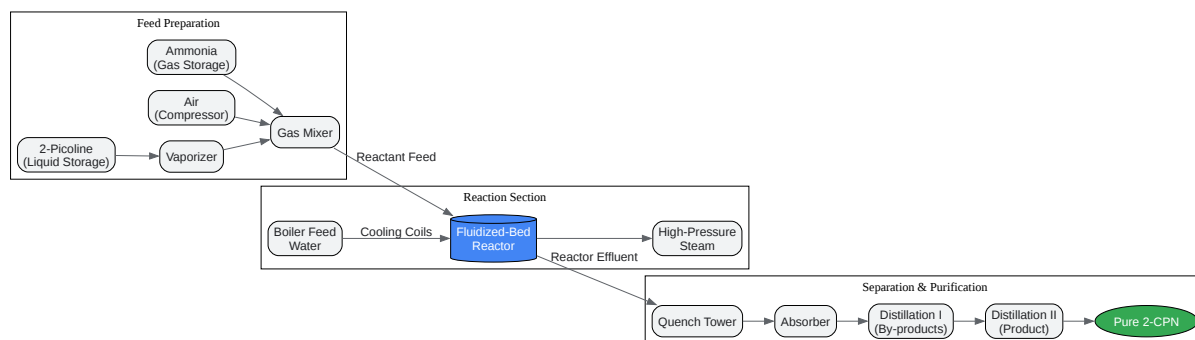 Feed Preparation
Ammonia
(Gas Storage)
Air
(Compressor)
2-Picoline
(Liquid Storage)
Vaporizer
Gas Mixer
Reactant Feed
Reaction Section
Boiler Feed
Water
Cooling Coils
Fluidized-Bed
Reactor
High-Pressure
Steam
Reactor Effluent
Separation & Purification
Quench Tower
Absorber
Distillation I
(By-products)
Distillation II
(Product)
Pure 2-CPN